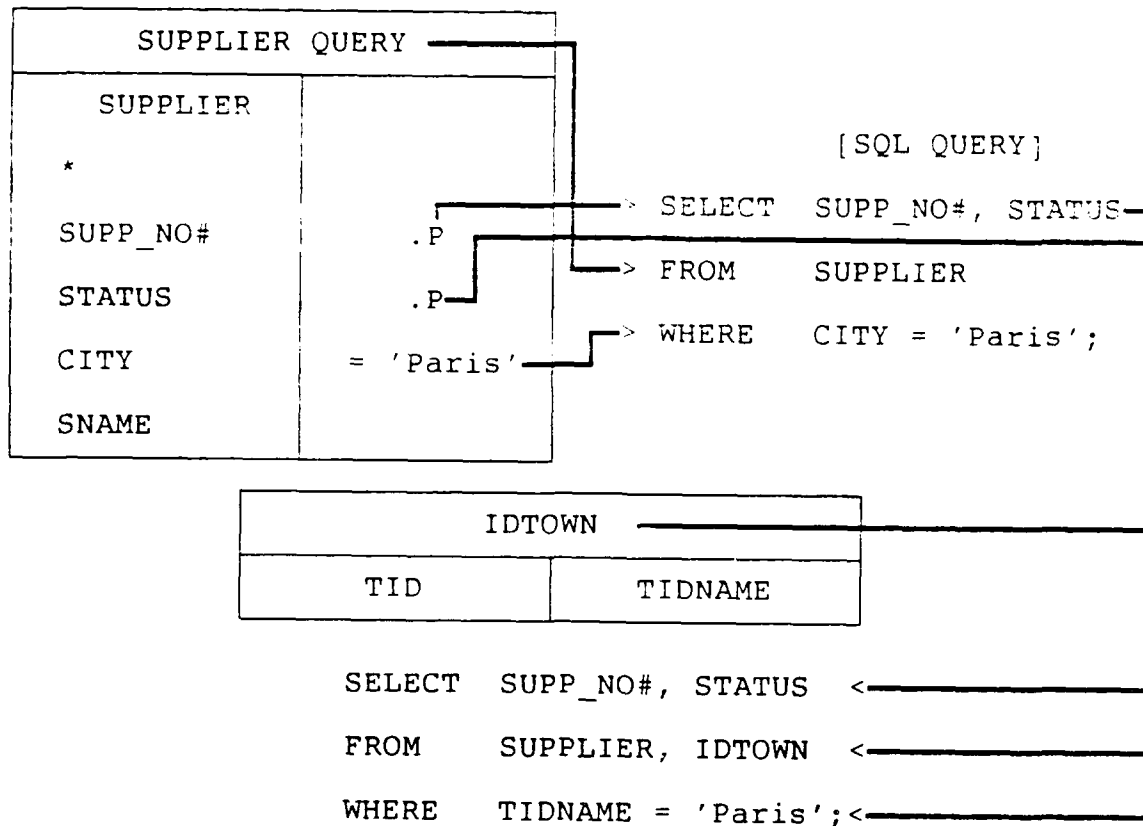 SUPPLIER QUERY
SUPPLIER
*
SUPP_NO# .P
STATUS .P
CITY = 'Paris'
SNAME
[SQL QUERY]
> SELECT SUPP_NO#, STATUS
> FROM SUPPLIER
> WHERE CITY = 'Paris';
IDTOWN
TID TIDNAME
SELECT SUPP_NO#, STATUS <
FROM SUPPLIER, IDTOWN <
WHERE TIDNAME = 'Paris'; <